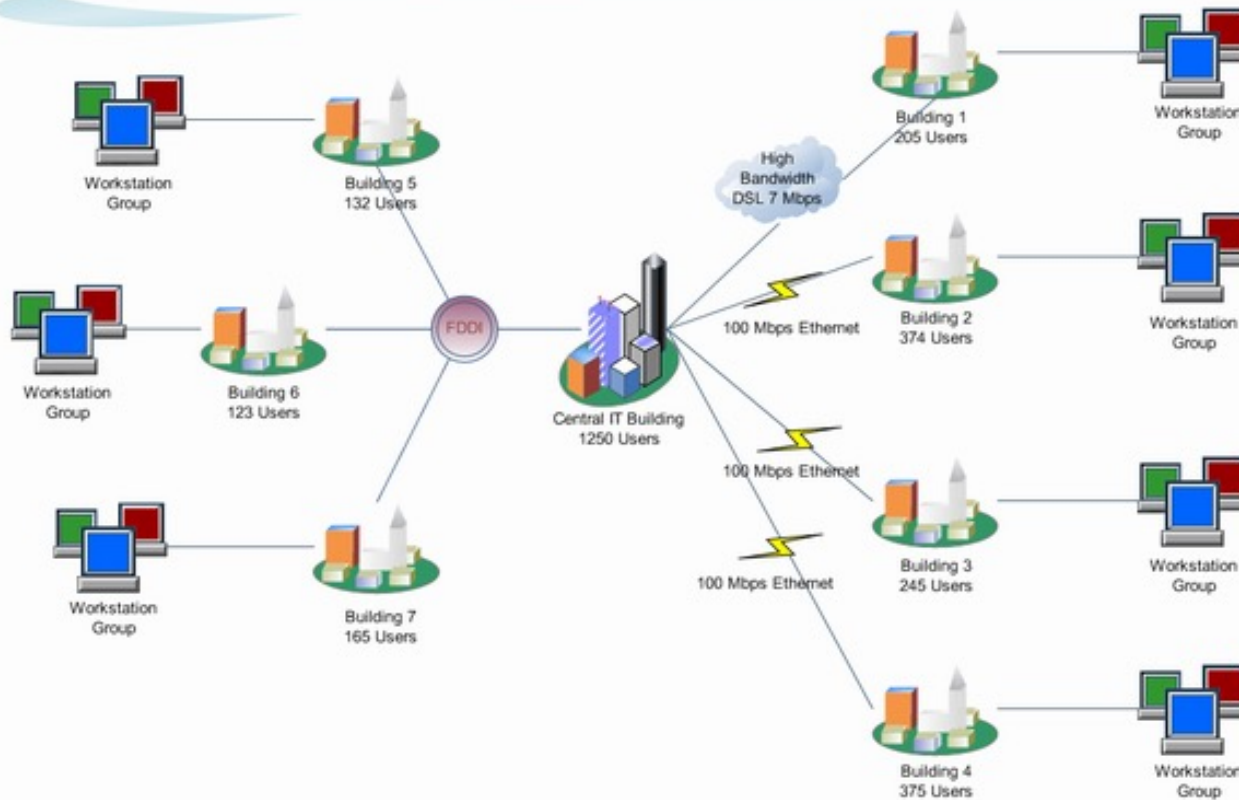 Building 1
205 Users
Workstation
Group
High
Bandwidth
DSL 7 Mbps
Workstation
Group
Building 5
132 Users
100 Mbps Ethernet
Building 2
374 Users
Workstation
Group
FDDI
Workstation
Group
Building 6
123 Users
Central IT Building
1250 Users
100 Mbps Ethernet
Building 3
245 Users
Workstation
Group
100 Mbps Ethernet
Workstation
Group
Building 7
165 Users
Building 4
375 Users
Workstation
Group